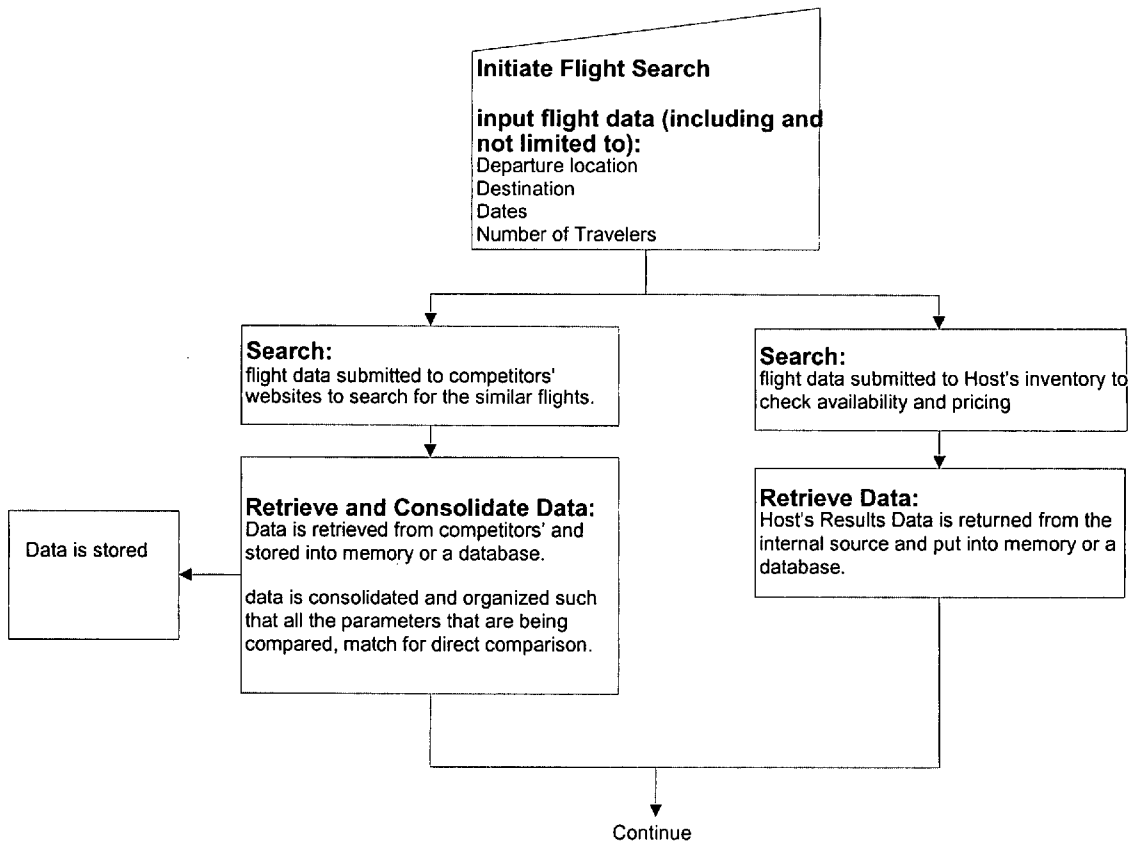 Initiate Flight Search
input flight data (including and
not limited to):
Departure location
Destination
Dates
Number of Travelers
Search:
flight data submitted to competitors'
websites to search for the similar flights.
Search:
flight data submitted to Host's inventory to
check availability and pricing
Retrieve and Consolidate Data:
Data is retrieved from competitors' and
stored into memory or a database.
data is consolidated and organized such
that all the parameters that are being
compared, match for direct comparison.
Retrieve Data:
Host's Results Data is returned from the
internal source and put into memory or a
database.
Data is stored
Continue